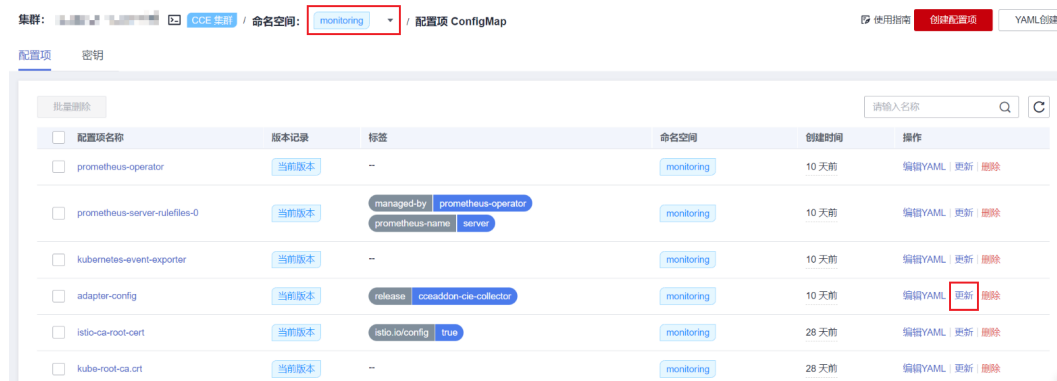 集群: CCE 集群 / 命名空间: monitoring / 配置项 ConfigMap 使用指南 创建配置项 YAML创建
配置项 密钥
批量删除 请输入名称
配置项名称 版本记录 标签 命名空间 创建时间 操作
prometheus-operator 当前版本 -- monitoring 10 天前 编辑YAML 更新 删除
managed-by prometheus-operator
prometheus-server-rulefiles-0 当前版本 monitoring 10 天前 编辑YAML 更新 删除
prometheus-name server
kubernetes-event-exporter 当前版本 -- monitoring 10 天前 编辑YAML 更新 删除
adapter-config 当前版本 release cceaddon-cie-collector monitoring 10 天前 编辑YAML 更新 删除
istio-ca-root-cert 当前版本 istio.io/config true monitoring 28 天前 编辑YAML 更新 删除
kube-root-ca.crt 当前版本 -- monitoring 28 天前 编辑YAML 更新 删除